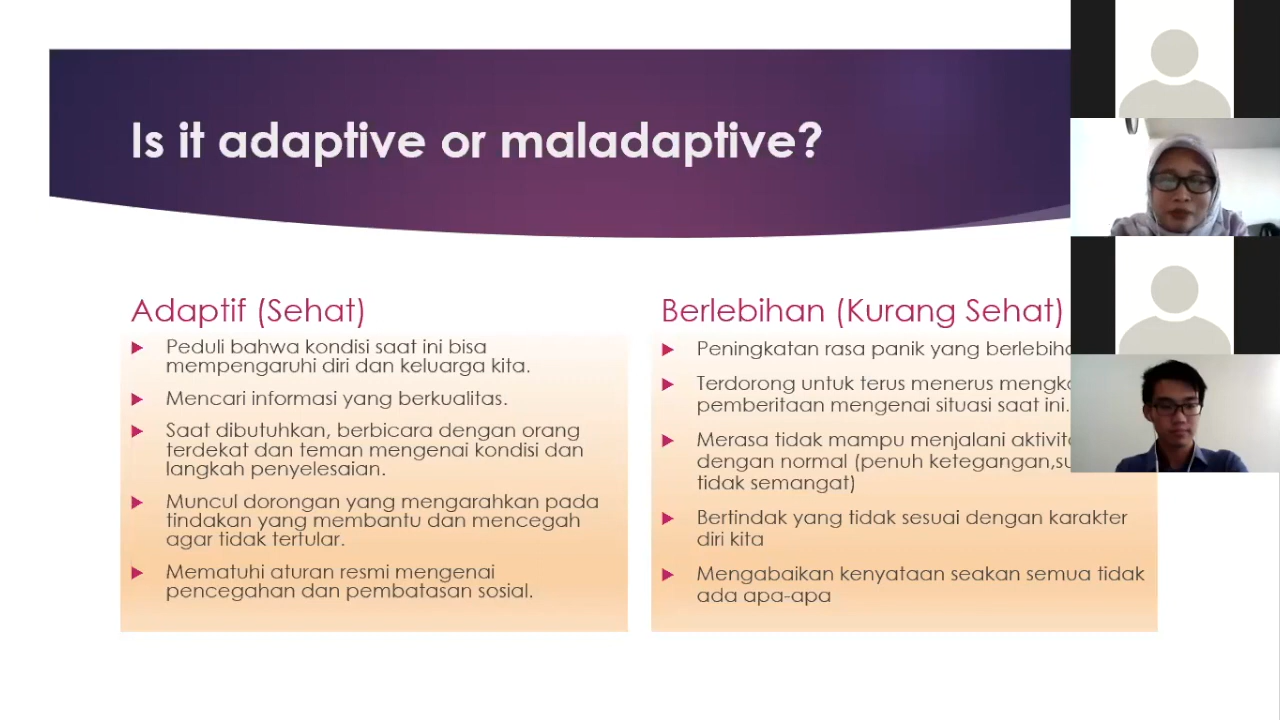 Is it adaptive or maladaptive?
Adaptif (Sehat)
Peduli bahwa kondisi saat ini bisa
mempengaruhi diri dan keluarga kita.
Mencari informasi yang berkualitas.
Saat dibutuhkan, berbicara dengan orang
terdekat dan teman mengenai kondisi dan
langkah penyelesaian.
Muncul dorongan yang mengarahkan pada
tindakan yang membantu dan mencegah
agar tidak tertular.
Mematuhi aturan resmi mengenai
pencegahan dan pembatasan sosial.
Berlebihan (Kurang Sehat)
Peningkatan rasa panik yang
Terdorong untuk terus menerus
pemberitaan mengenai situasi saat ini.
Merasa tidak mampu menjalani
dengan normal (penuh ketegangan,
tidak semangat)
Bertindak yang tidak sesuai dengan karakter
diri kita
Mengabaikan kenyataan seakan semua tidak
ada apa-apa